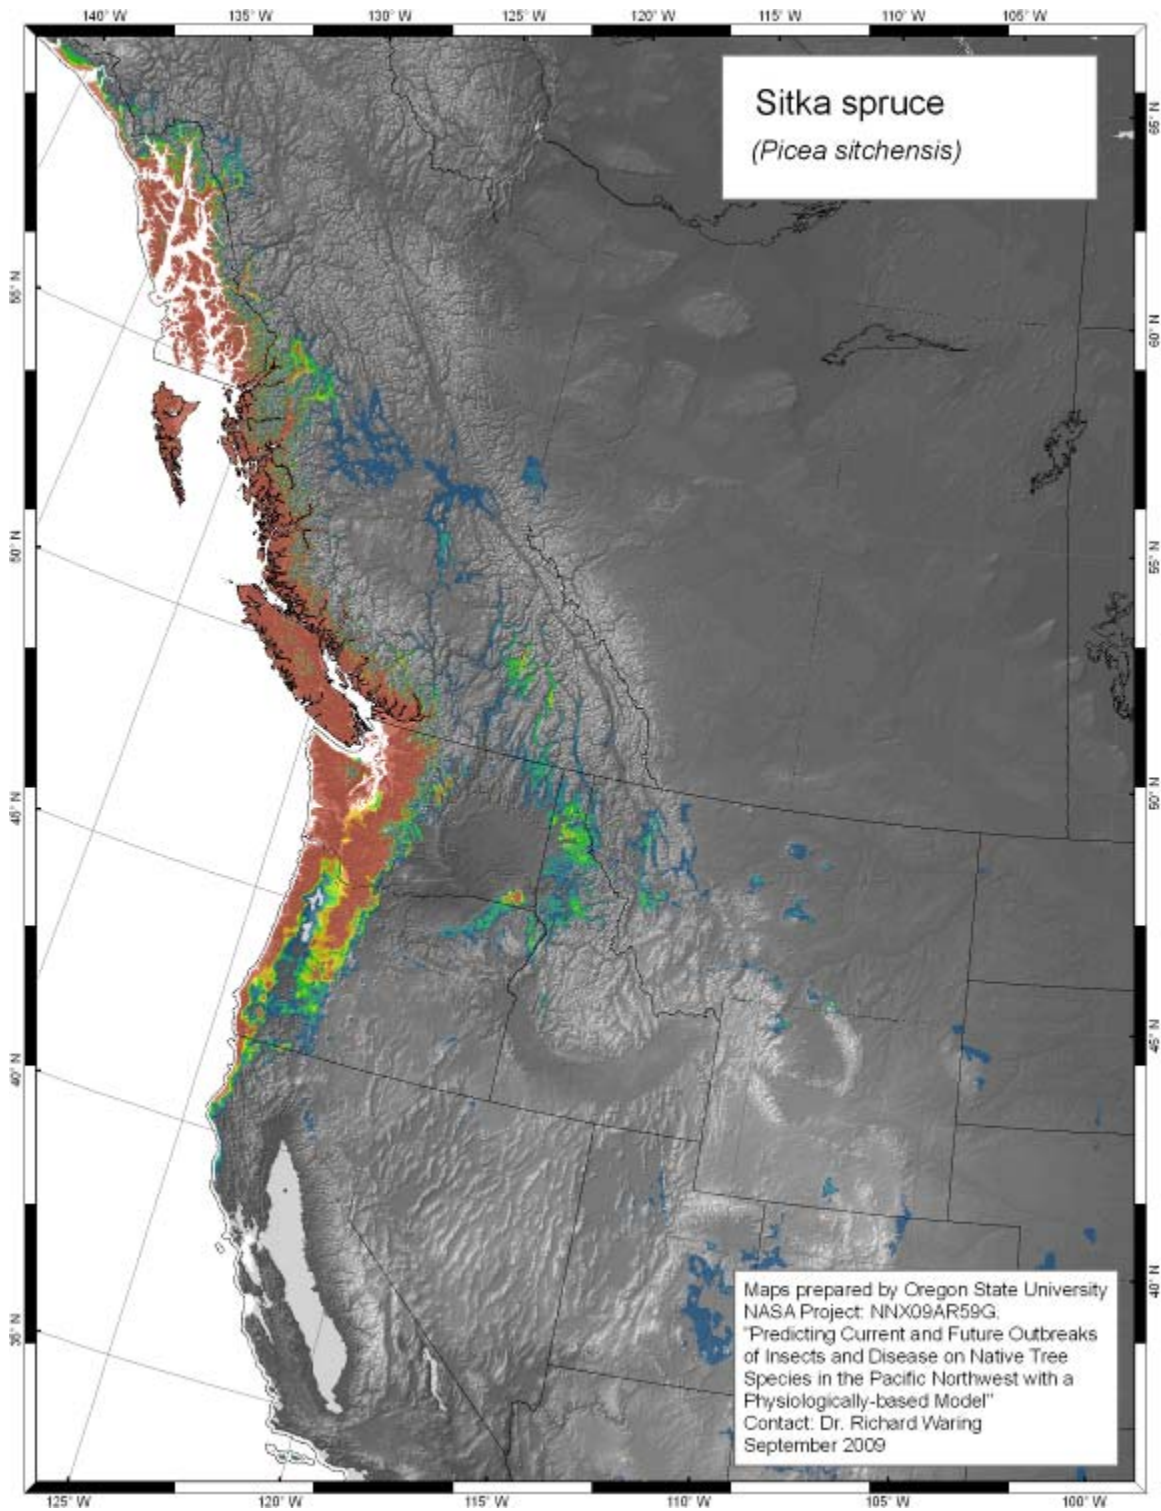 140° W 135° W 130° W 125° W 120° W 115° W 110° W 105° W
Sitka spruce
(Picea sitchensis)
65° N
55° N
60° N
50° N
55° N
45° N
50° N
40° N
45° N
35° N
40° N
Maps prepared by Oregon State University
NASA Project: NNX09AR59G.
"Predicting Current and Future Outbreaks
of Insects and Disease on Native Tree
Species in the Pacific Northwest with a
Physiologically-based Model"
Contact: Dr. Richard Waring
September 2009
125° W 120° W 115° W 110° W 105° W 100° W